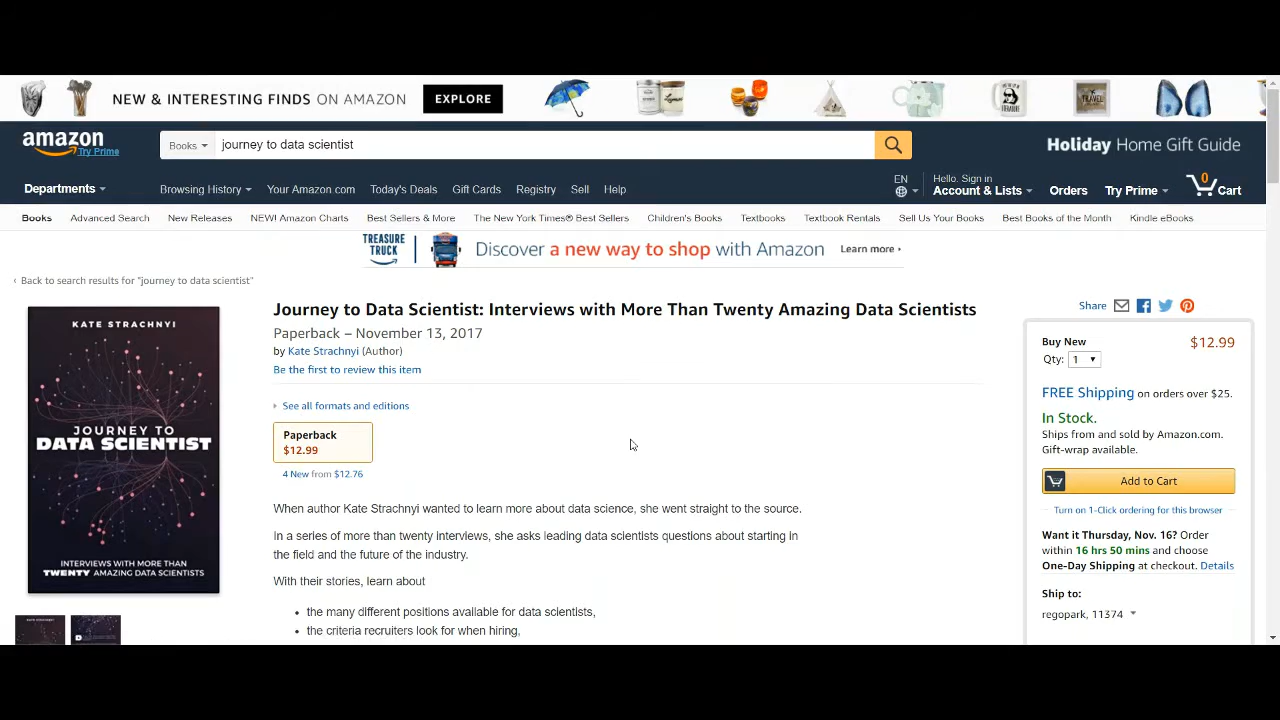 NEW & INTERESTING FINDS ON AMAZON EXPLORE
amazon
Try Prime
Books
journey to data scientist
Holiday Home Gift Guide
Departments
Browsing History Your Amazon.com Today's Deals Gift Cards Registry Sell Help
EN
Hello. Sign in
Account & Lists
Orders
Try Prime
0
Cart
Books Advanced Search New Releases NEW! Amazon Charts Best Sellers & More The New York Times® Best Sellers Children's Books Textbooks Textbook Rentals Sell Us Your Books Best Books of the Month Kindle eBooks
TREASURE
TRUCK
Discover a new way to shop with Amazon Learn more ›
‹ Back to search results for "journey to data scientist"
KATE STRACHNYI
JOURNEY TO
DATA SCIENTIST
INTERVIEWS WITH MORE THAN
TWENTY AMAZING DATA SCIENTISTS
Journey to Data Scientist: Interviews with More Than Twenty Amazing Data Scientists
Paperback – November 13, 2017
by Kate Strachnyi (Author)
Be the first to review this item
See all formats and editions
Paperback
$12.99
4 New from $12.76
When author Kate Strachnyi wanted to learn more about data science, she went straight to the source.
In a series of more than twenty interviews, she asks leading data scientists questions about starting in
the field and the future of the industry.
With their stories, learn about
• the many different positions available for data scientists,
• the criteria recruiters look for when hiring,
Share
Buy New $12.99
Qty: 1
FREE Shipping on orders over $25.
In Stock.
Ships from and sold by Amazon.com.
Gift-wrap available.
Add to Cart
Turn on 1-Click ordering for this browser
Want it Thursday, Nov. 16? Order
within 16 hrs 50 mins and choose
One-Day Shipping at checkout. Details
Ship to:
regopark, 11374